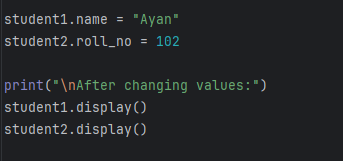 student1.name = "Ayan"
student2.roll_no = 102
print("\nAfter changing values:")
student1.display()
student2.display()